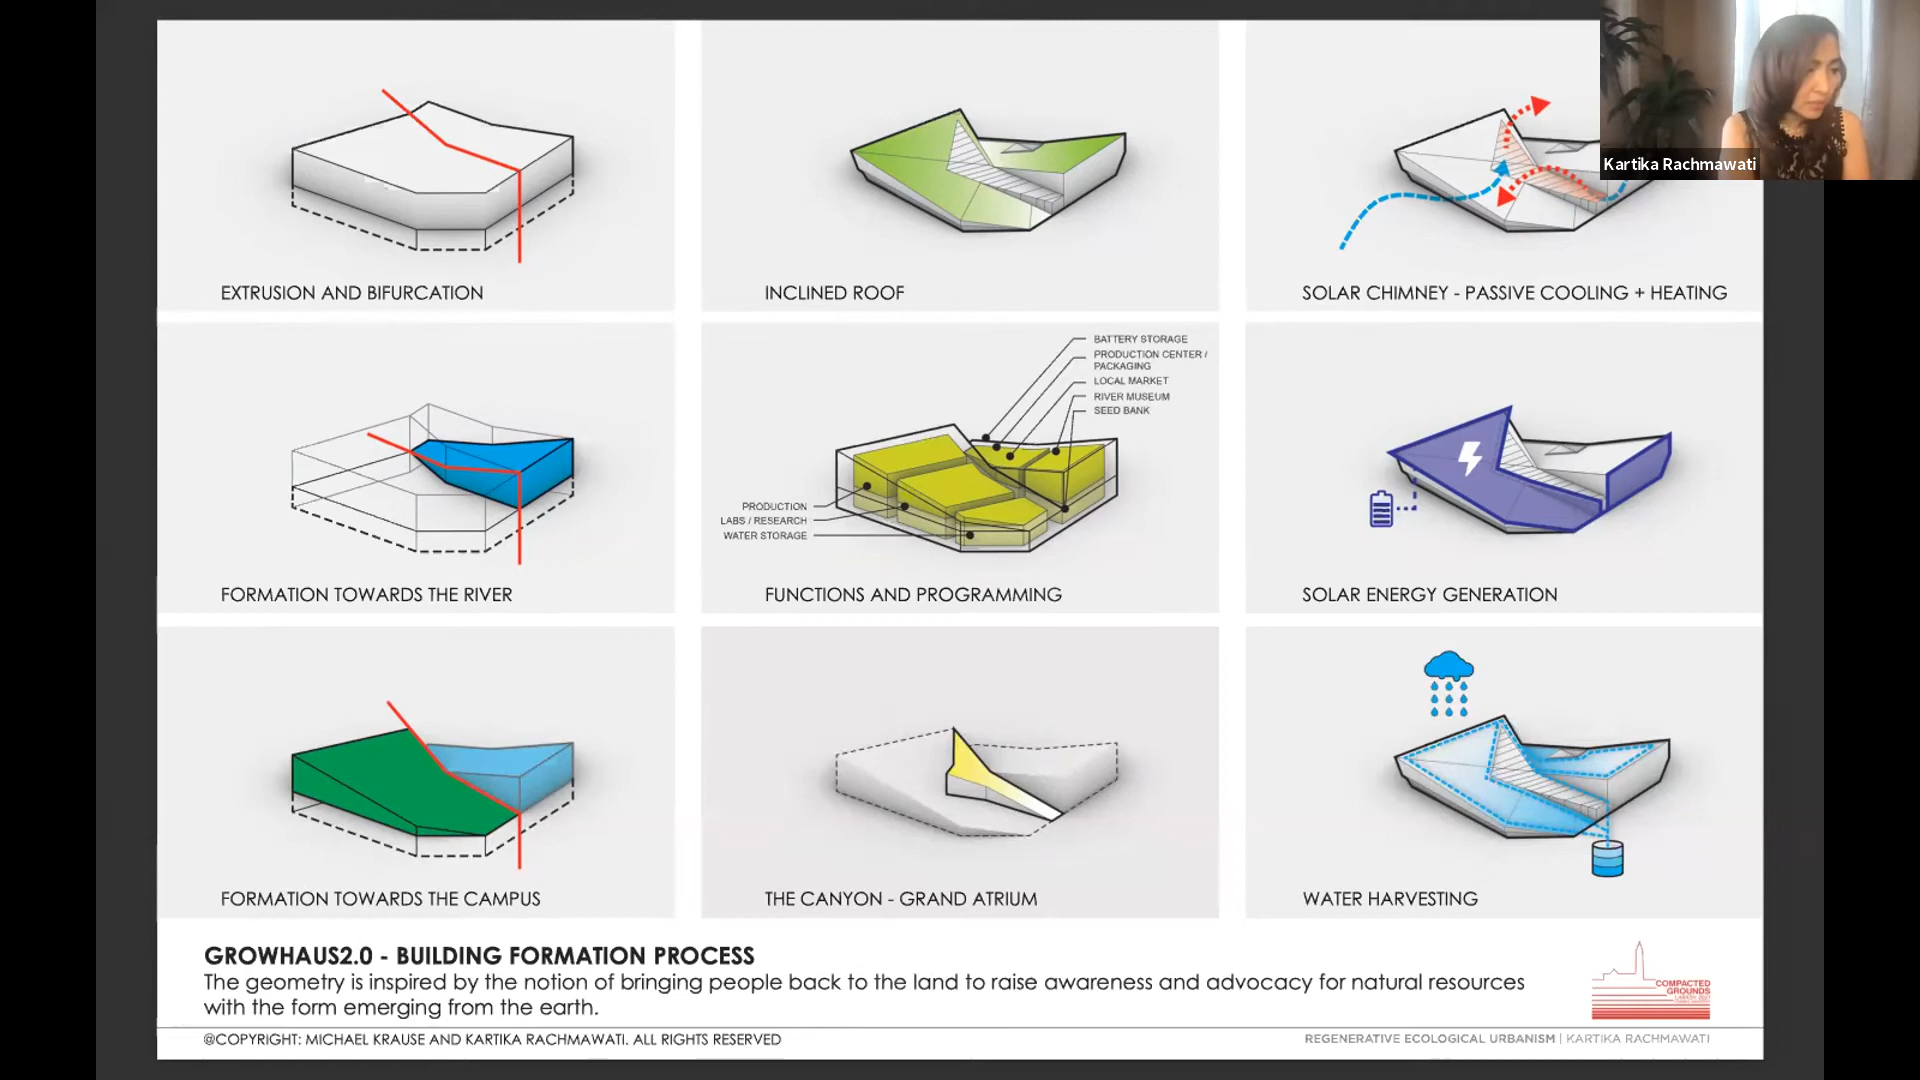 Kartika Rachmawati
EXTRUSION AND BIFURCATION
INCLINED ROOF
SOLAR CHIMNEY - PASSIVE COOLING + HEATING
FORMATION TOWARDS THE RIVER
BATTERY STORAGE
PRODUCTION CENTER /
PACKAGING
LOCAL MARKET
RIVER MUSEUM
SEED BANK
PRODUCTION
LABS / RESEARCH
WATER STORAGE
FUNCTIONS AND PROGRAMMING
SOLAR ENERGY GENERATION
FORMATION TOWARDS THE CAMPUS
THE CANYON - GRAND ATRIUM
WATER HARVESTING
GROWHAUS2.0 - BUILDING FORMATION PROCESS
The geometry is inspired by the notion of bringing people back to the land to raise awareness and advocacy for natural resources
with the form emerging from the earth.
COMPACTED
GROUNDS
@COPYRIGHT: MICHAEL KRAUSE AND KARTIKA RACHMAWATI. ALL RIGHTS RESERVED
REGENERATIVE ECOLOGICAL URBANISM | KARTIKA RACHMAWATI